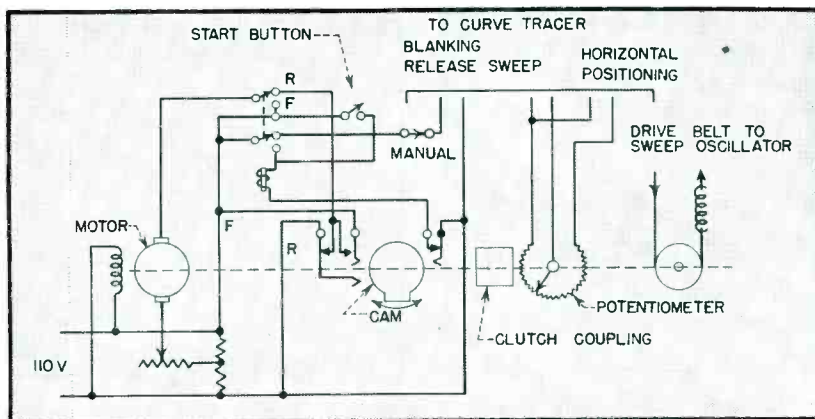 TO CURVE TRACER
START BUTTON
BLANKING
RELEASE SWEEP
HORIZONTAL
POSITIONING
R
F
DRIVE BELT TO
SWEEP OSCILLATOR
MANUAL
MOTOR
F
R
CAM
POTENTIOMETER
CLUTCH COUPLING
110 V